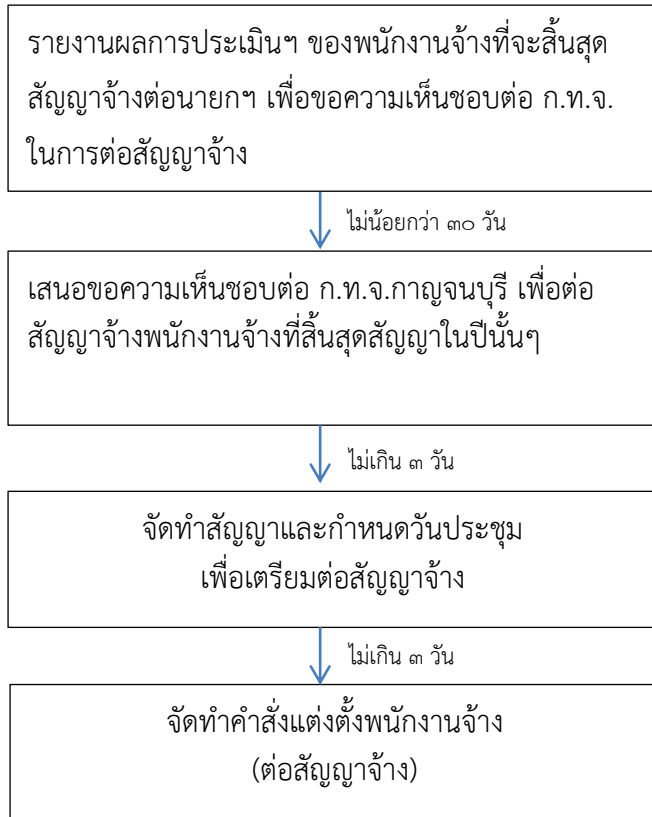 รายงานผลการประเมินฯ ของพนักงานจ้างที่จะสิ้นสุด
สัญญาจ้างต่อนายกฯ เพื่อขอความเห็นชอบต่อ ก.ท.จ.
ในการต่อสัญญาจ้าง
ไม่น้อยกว่า ๓๐ วัน
เสนอขอความเห็นชอบต่อ ก.ท.จ.กาญจนบุรี เพื่อต่อ
สัญญาจ้างพนักงานจ้างที่สิ้นสุดสัญญาในปีนั้นๆ
ไม่เกิน ๓ วัน
จัดทำสัญญาและกำหนดวันประชุม
เพื่อเตรียมต่อสัญญาจ้าง
ไม่เกิน ๓ วัน
จัดทำคำสั่งแต่งตั้งพนักงานจ้าง
(ต่อสัญญาจ้าง)